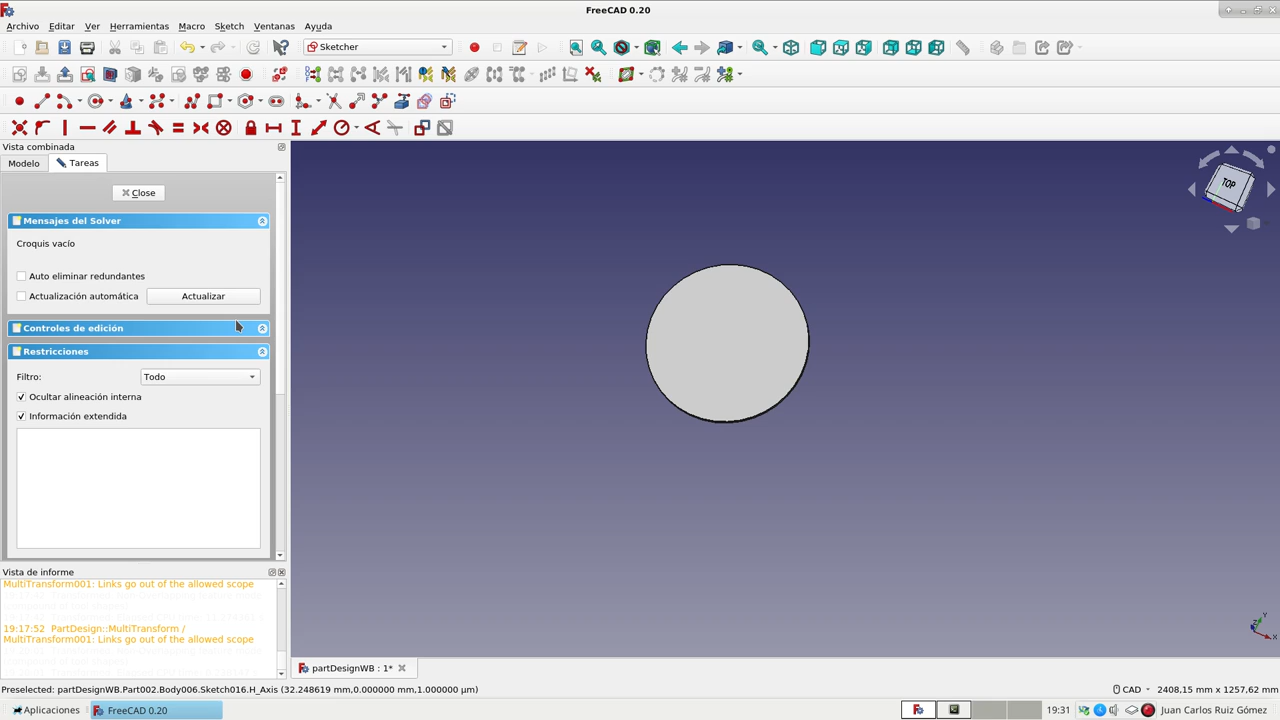 FreeCAD 0.20
Archivo Editar Ver Herramientas Macro Sketch Ventanas Ayuda
Sketcher
Vista combinada
Modelo Tareas
Close
Mensajes del Solver
Croquis vacío
Auto eliminar redundantes
Actualización automática Actualizar
Controles de edición
Restricciones
Filtro: Todo
Ocultar alineación interna
Información extendida
TOP
Vista de informe
MultiTransform001: Links go out of the allowed scope
19:17:52 PartDesign::MultiTransform /
MultiTransform001: Links go out of the allowed scope
Y
X
partDesignWB : 1*
Preselected: partDesignWB.Part002.Body006.Sketch016.H_Axis (32.248619 mm,0.000000 mm,1.000000 µm)
CAD 2408,15 mm x 1257,62 mm
Aplicaciones FreeCAD 0.20 19:31 Juan Carlos Ruiz Gómez